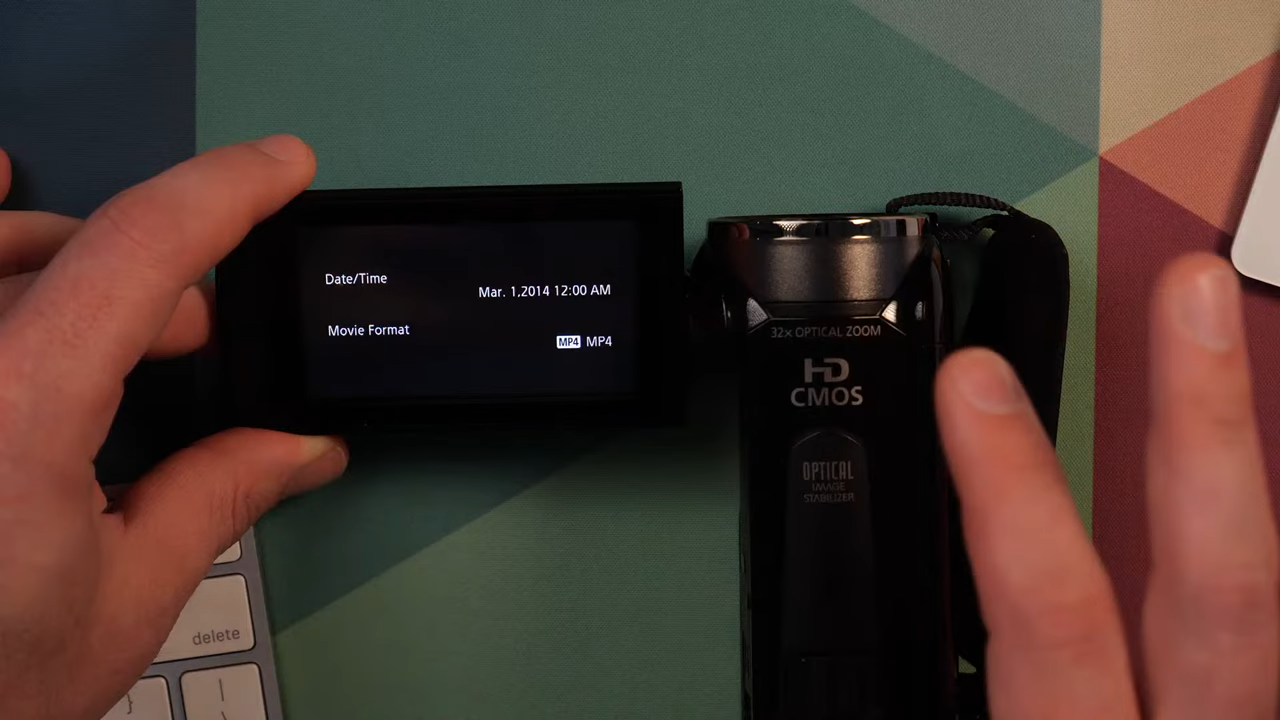 Date/Time
Mar. 1,2014 12:00 AM
Movie Format
MP4 MP4
32x OPTICAL ZOOM
HD
CMOS
OPTICAL
IMAGE
STABILIZER
delete
}
|
\